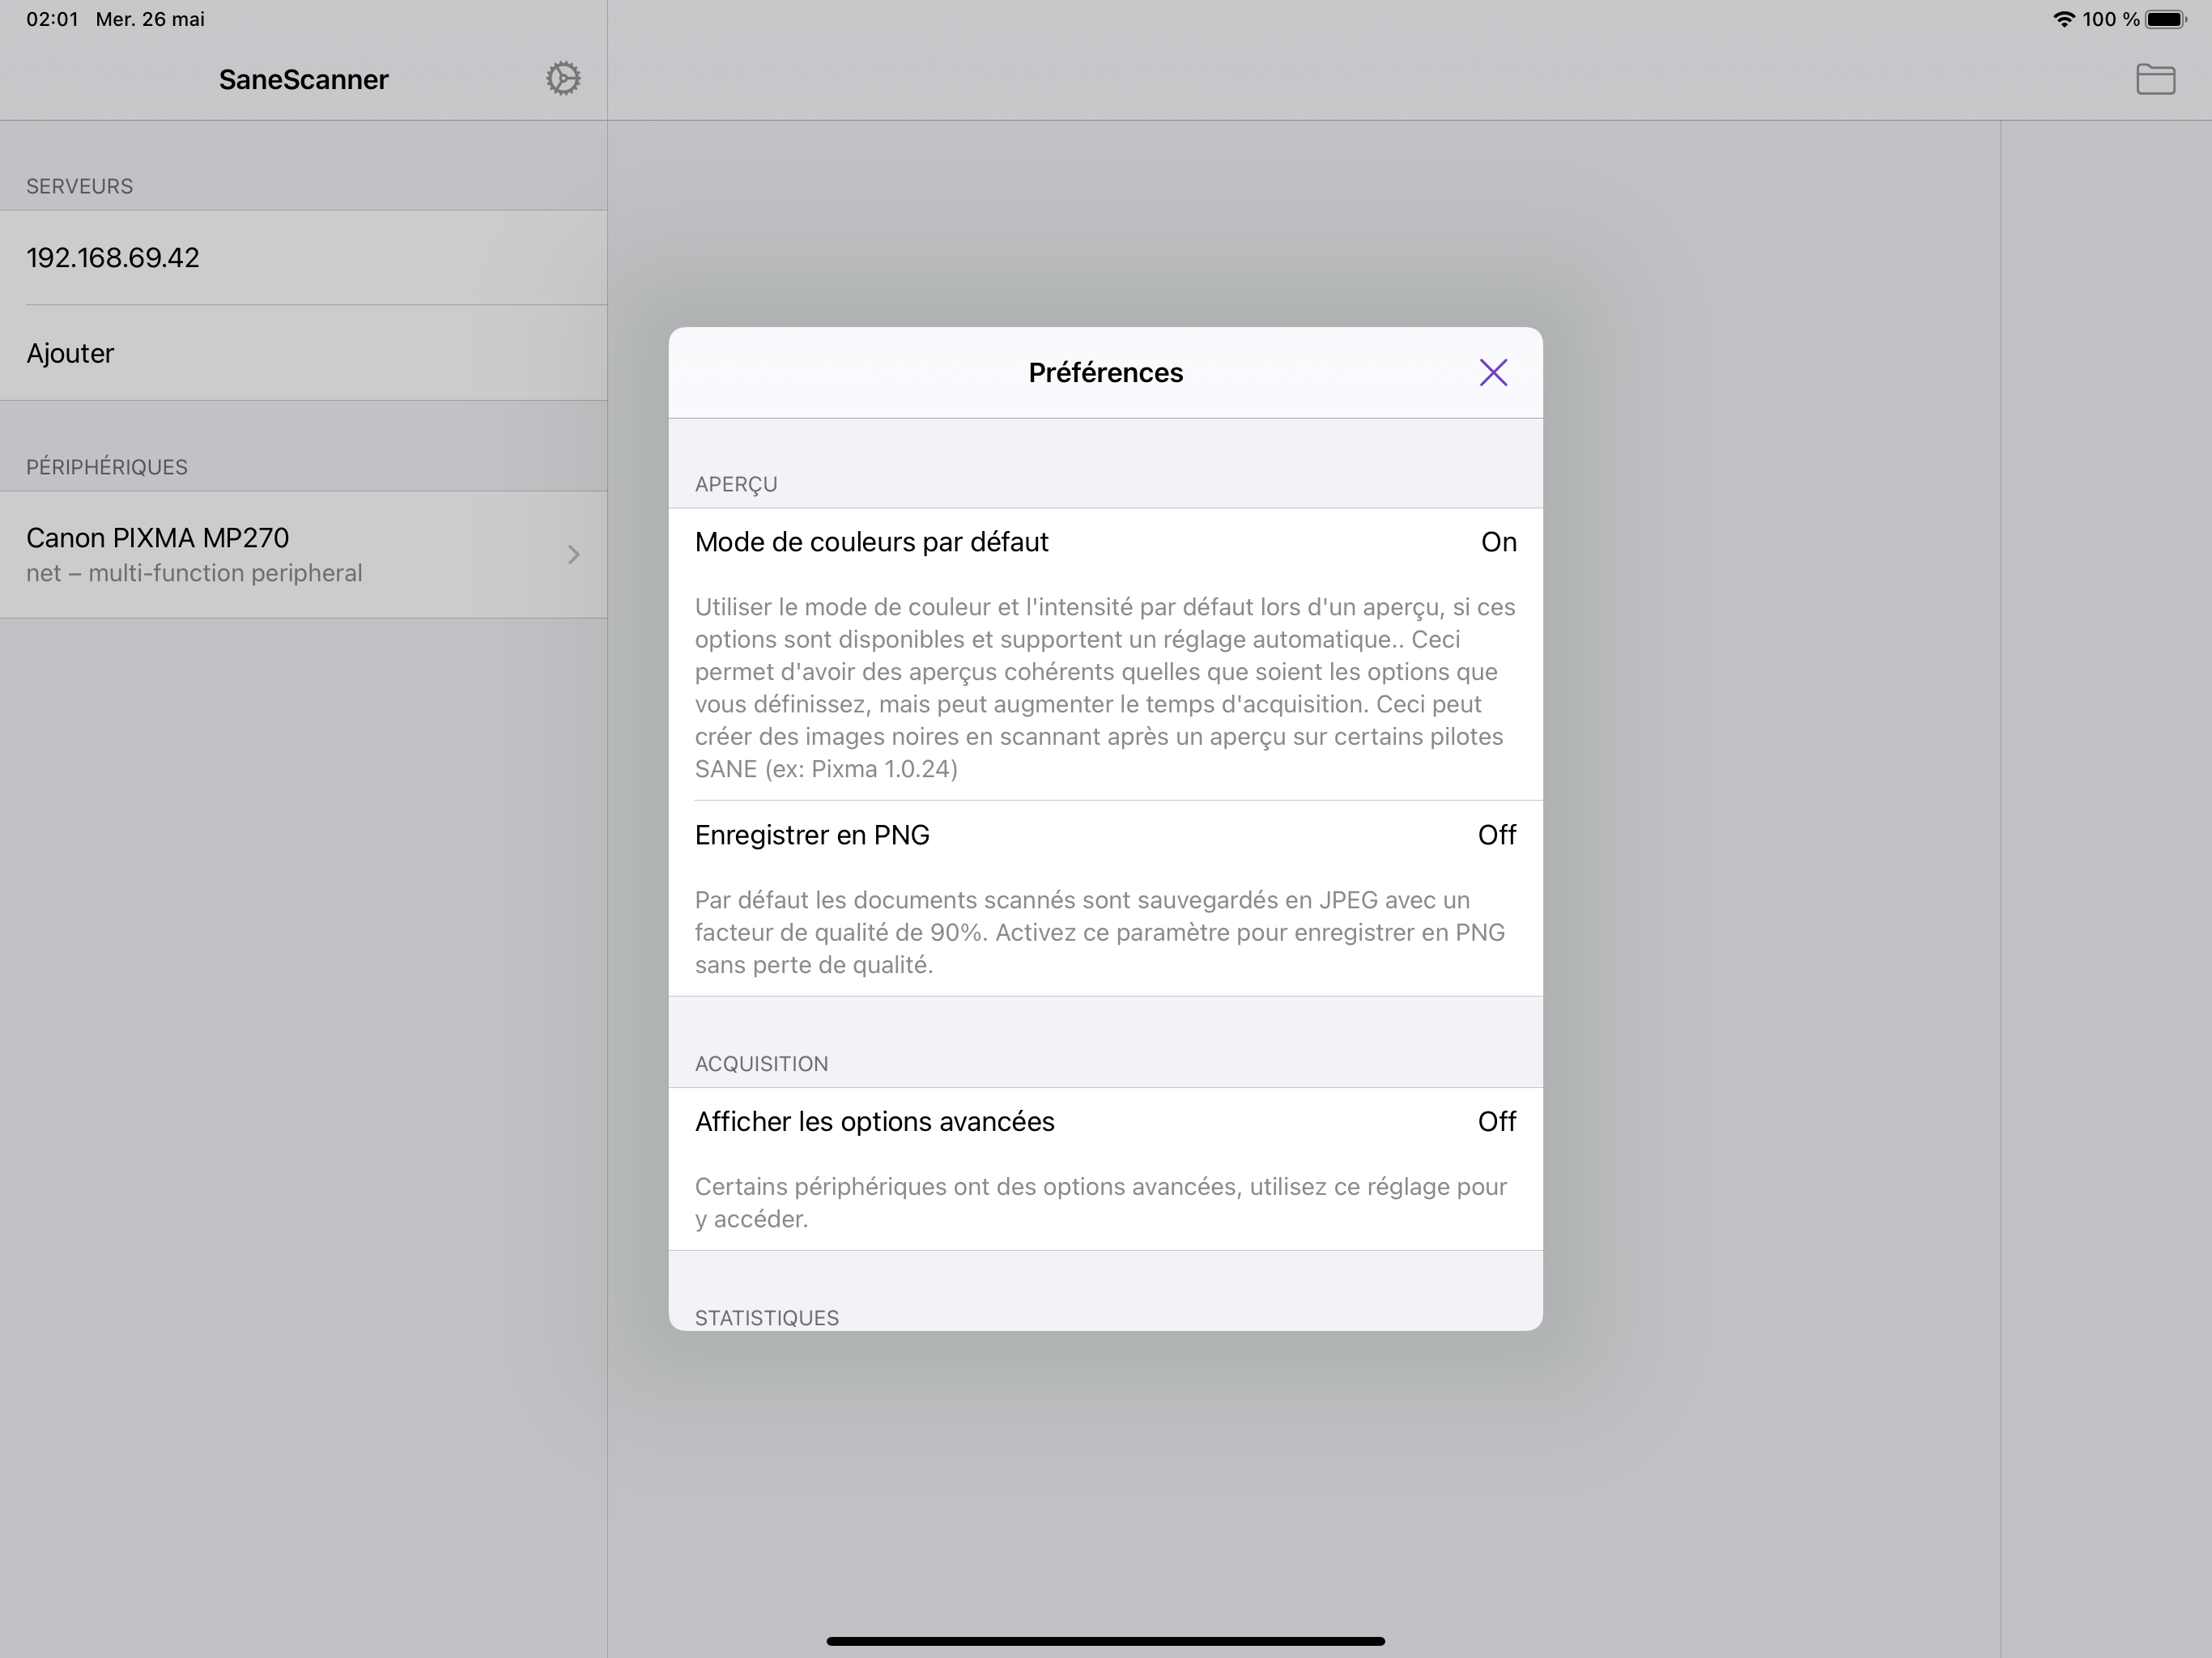 02:01 Mer. 26 mai
100 %
SaneScanner
SERVEURS
192.168.69.42
Ajouter
PÉRIPHÉRIQUES
Canon PIXMA MP270
net – multi-function peripheral
Préférences
APERÇU
Mode de couleurs par défaut On
Utiliser le mode de couleur et l'intensité par défaut lors d'un aperçu, si ces
options sont disponibles et supportent un réglage automatique.. Ceci
permet d'avoir des aperçus cohérents quelles que soient les options que
vous définissez, mais peut augmenter le temps d'acquisition. Ceci peut
créer des images noires en scannant après un aperçu sur certains pilotes
SANE (ex: Pixma 1.0.24)
Enregistrer en PNG Off
Par défaut les documents scannés sont sauvegardés en JPEG avec un
facteur de qualité de 90%. Activez ce paramètre pour enregistrer en PNG
sans perte de qualité.
ACQUISITION
Afficher les options avancées Off
Certains périphériques ont des options avancées, utilisez ce réglage pour
y accéder.
STATISTIQUES